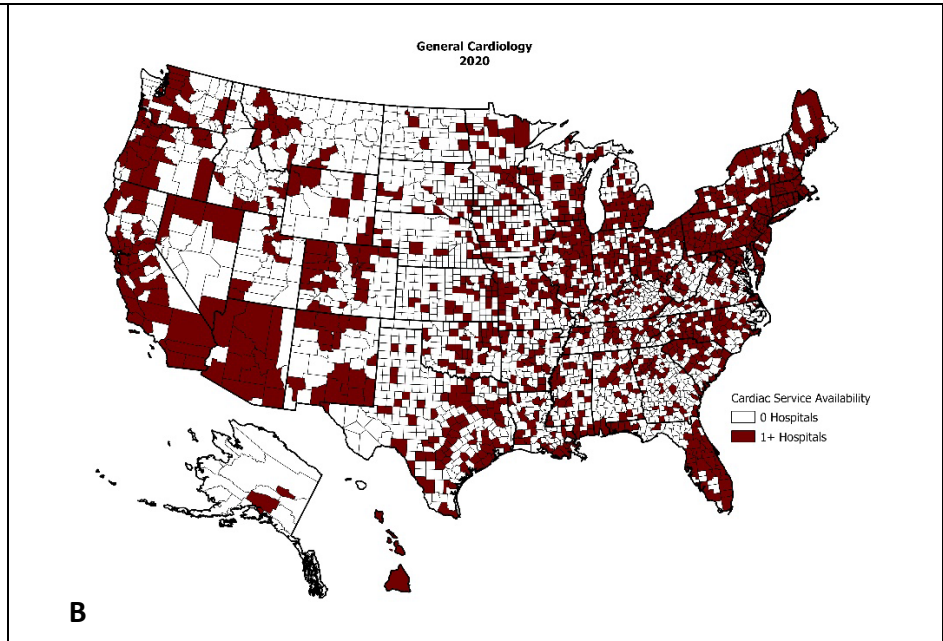 General Cardiology
2020
Cardiac Service Availability
0 Hospitals
1+ Hospitals
B